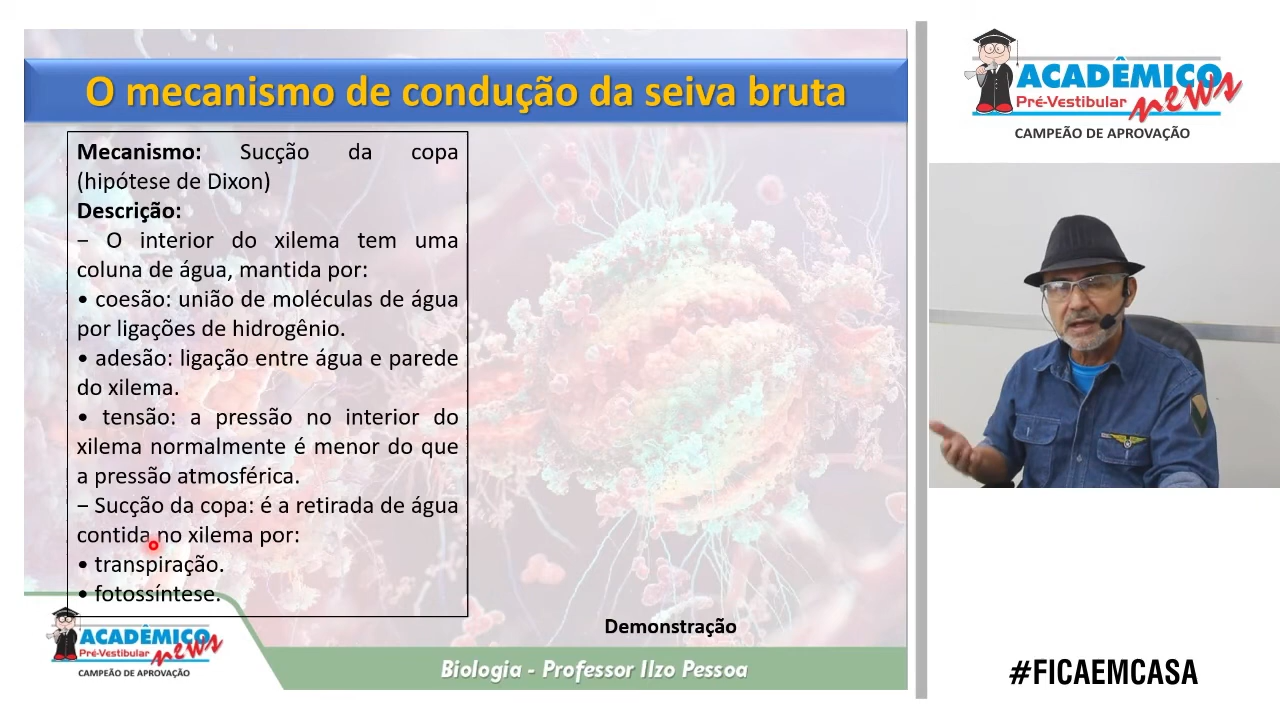 O mecanismo de condução da seiva bruta
Mecanismo: Sucção da copa
(hipótese de Dixon)
Descrição:
− O interior do xilema tem uma
coluna de água, mantida por:
• coesão: união de moléculas de água
por ligações de hidrogênio.
• adesão: ligação entre água e parede
do xilema.
• tensão: a pressão no interior do
xilema normalmente é menor do que
a pressão atmosférica.
− Sucção da copa: é a retirada de água
contida no xilema por:
• transpiração.
• fotossíntese.
Demonstração
ACADÊMICO
Pré-Vestibular news
CAMPEÃO DE APROVAÇÃO
Biologia - Professor Ilzo Pessoa
ACADÊMICO
Pré-Vestibular news
CAMPEÃO DE APROVAÇÃO
#FICAEMCASA